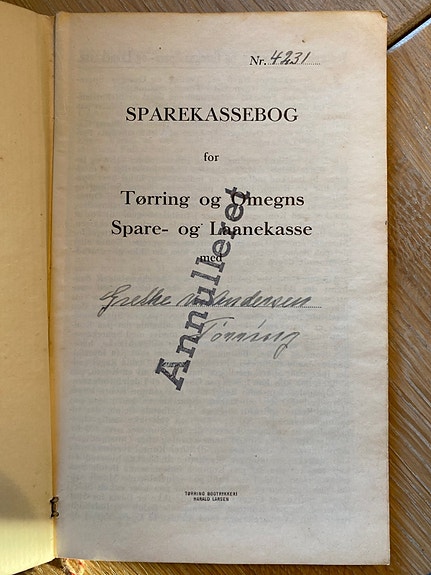 Nr. 4231
SPAREKASSEBOG
for
Tørring og Omegns
Spare- og Laanekasse
med
Grethe Andersen
Tørring
Annulleret
TØRRING BOGTRYKKERI
HARALD LARSEN